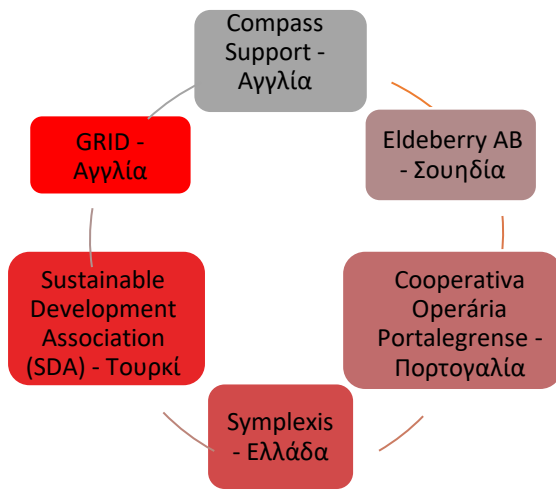 Compass
Support -
Αγγλία
Eldeberry AB
- Σουηδία
Cooperativa
Operária
Portalegrense -
Πορτογαλία
Symplexis
- Ελλάδα
Sustainable
Development
Association
(SDA) - Τουρκί
GRID -
Αγγλία